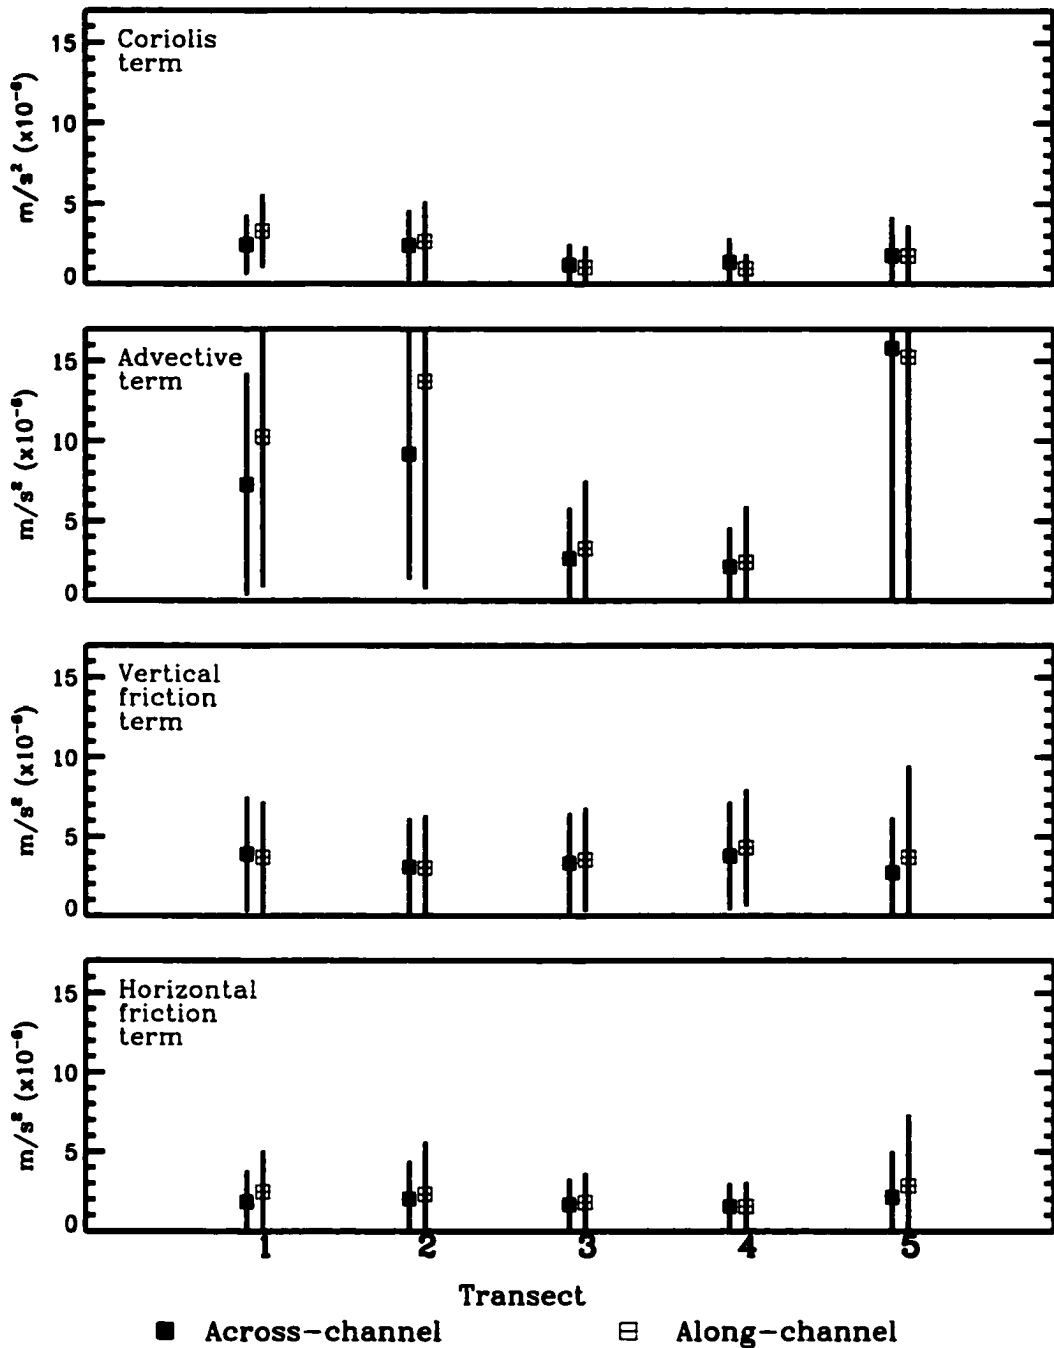 Coriolis
term
m/s² (x10⁻⁶)
15
10
5
0
Advective
term
m/s² (x10⁻⁶)
15
10
5
0
Vertical
friction
term
m/s² (x10⁻⁶)
15
10
5
0
Horizontal
friction
term
m/s² (x10⁻⁶)
15
10
5
0
1 2 3 4 5
Transect
Across-channel Along-channel